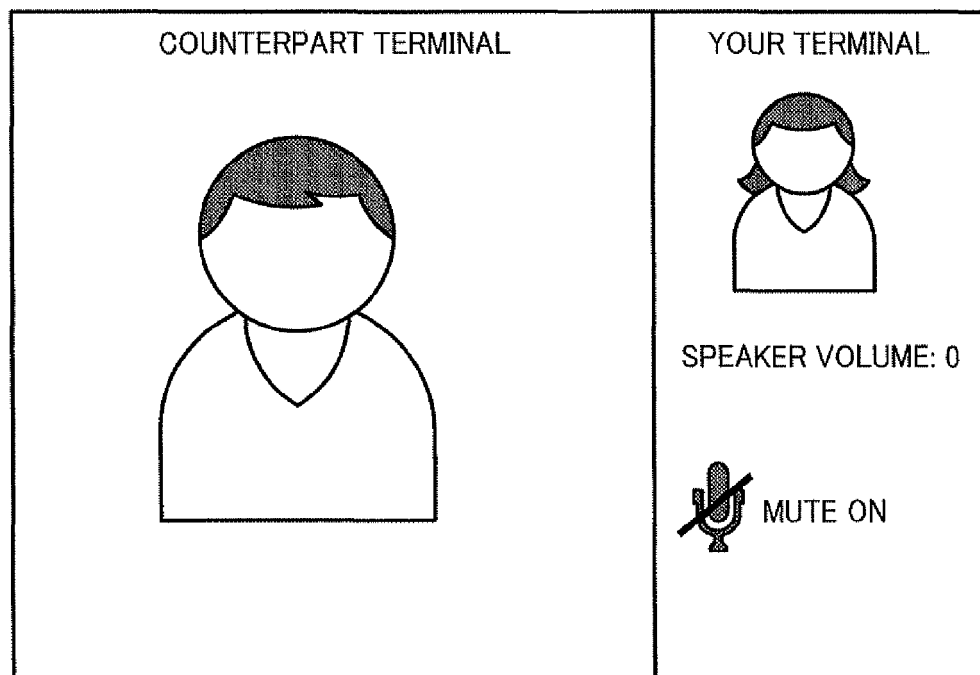 COUNTERPART TERMINAL
YOUR TERMINAL
SPEAKER VOLUME: 0
MUTE ON